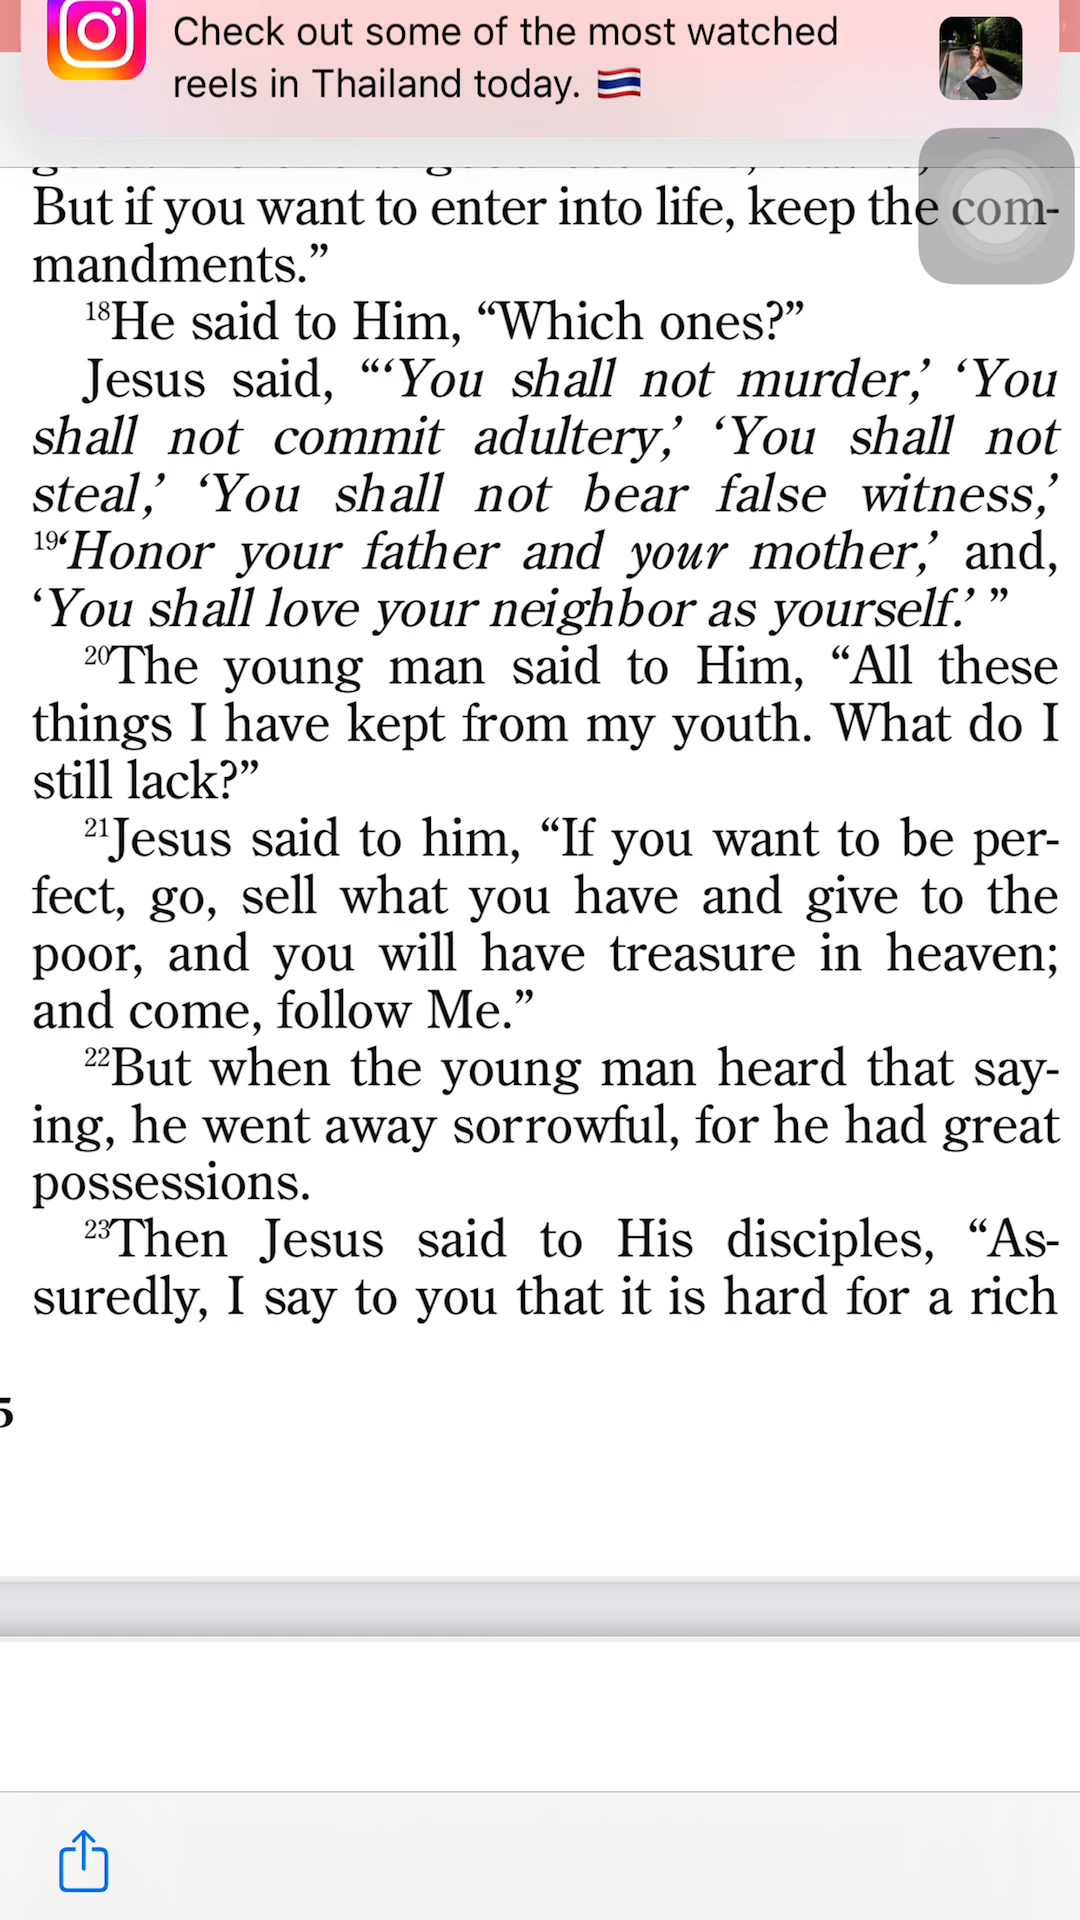 Check out some of the most watched
reels in Thailand today. 🇹🇭
But if you want to enter into life, keep the com-
mandments.”
18He said to Him, “Which ones?”
Jesus said, “‘You shall not murder,’ ‘You
shall not commit adultery,’ ‘You shall not
steal,’ ‘You shall not bear false witness,’
19‘Honor your father and your mother,’ and,
‘You shall love your neighbor as yourself.’ ”
20The young man said to Him, “All these
things I have kept from my youth. What do I
still lack?”
21Jesus said to him, “If you want to be per-
fect, go, sell what you have and give to the
poor, and you will have treasure in heaven;
and come, follow Me.”
22But when the young man heard that say-
ing, he went away sorrowful, for he had great
possessions.
23Then Jesus said to His disciples, “As-
suredly, I say to you that it is hard for a rich
5